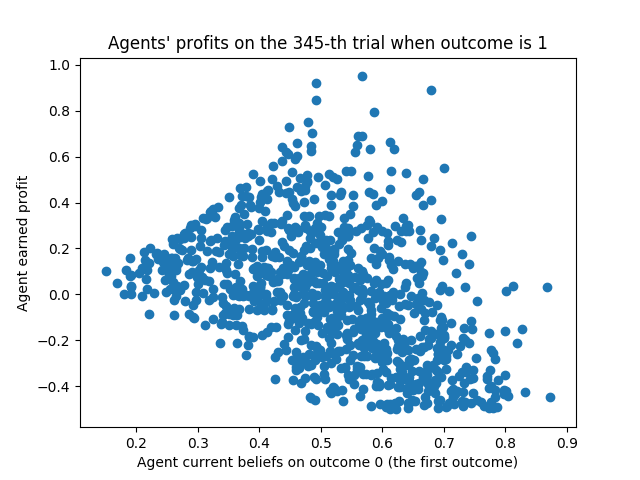 Agents' profits on the 345-th trial when outcome is 1
1.0
0.8
0.6
0.4
0.2
0.0
−0.2
−0.4
Agent earned profit
0.2 0.3 0.4 0.5 0.6 0.7 0.8 0.9
Agent current beliefs on outcome 0 (the first outcome)